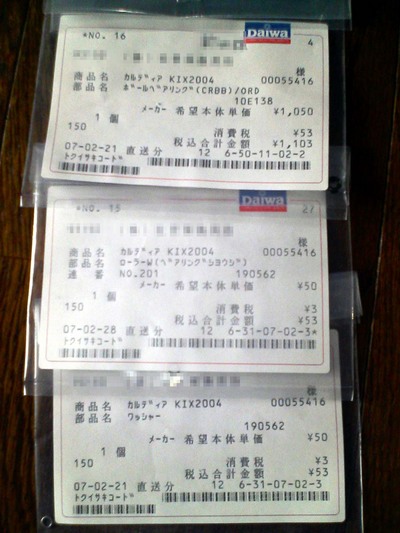 *NO. 16
Daiwa
4
様
商品名 カルディア KIX2004 00055416
部品名 ボールベアリング(CRBB)/ORD
10E138
メーカー 希望本体単価 ¥1,050
1 個
150 消費税 ¥53
税込合計金額 ¥1,103
07-02-21 直送分 12 6-50-11-02-2
トクイサキコード
*NO. 15
Daiwa
27
様
商品名 カルディア KIX2004 00055416
部品名 ローラーW(ベアリングシヨウジ)
連番 NO.201 190562
メーカー 希望本体単価 ¥50
1 個
消費税 ¥3
税込合計金額 ¥53
07-02-28 直送分 12 6-31-07-02-3*
トクイサキコード
様
商品名 カルディア KIX2004 00055416
部品名 ワッシャー
190562
メーカー 希望本体単価 ¥50
1 個
150 消費税 ¥3
税込合計金額 ¥53
07-02-21 直送分 12 6-31-07-02-3
トクイサキコード